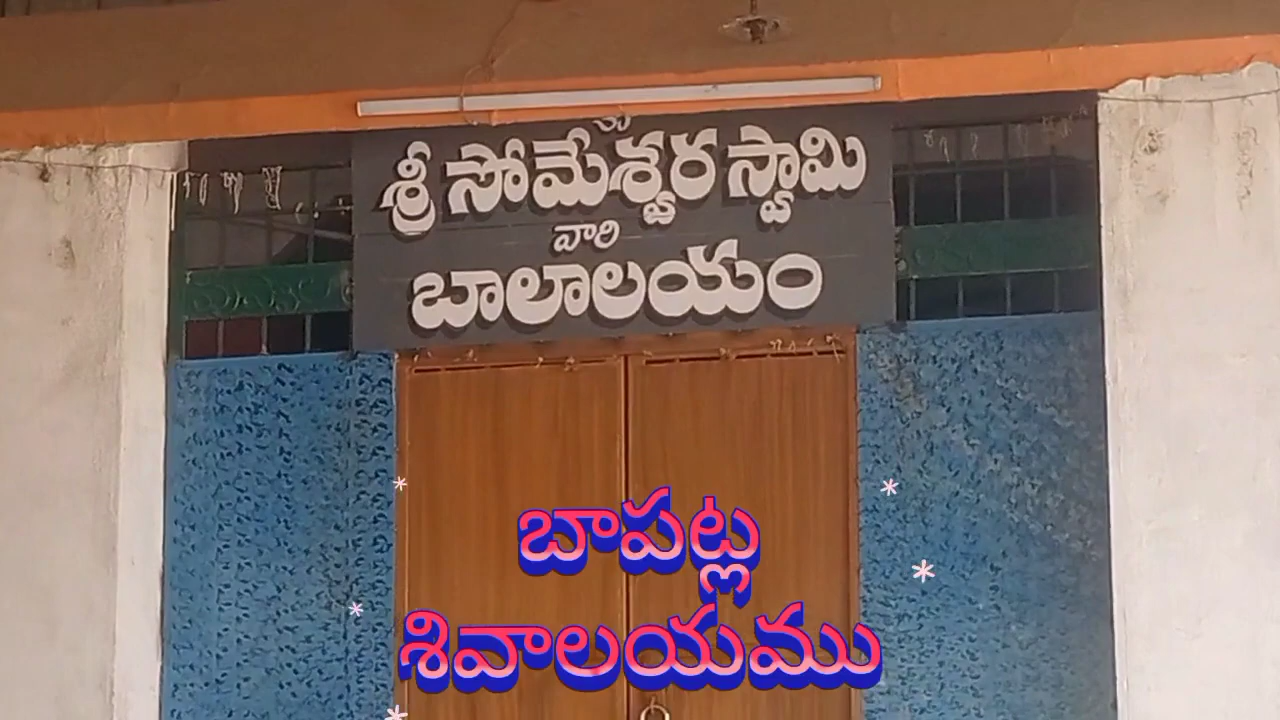 శ్రీ సోమేశ్వర స్వామి
వారి
బాలాలయం
బాపట్ల
శివాలయము